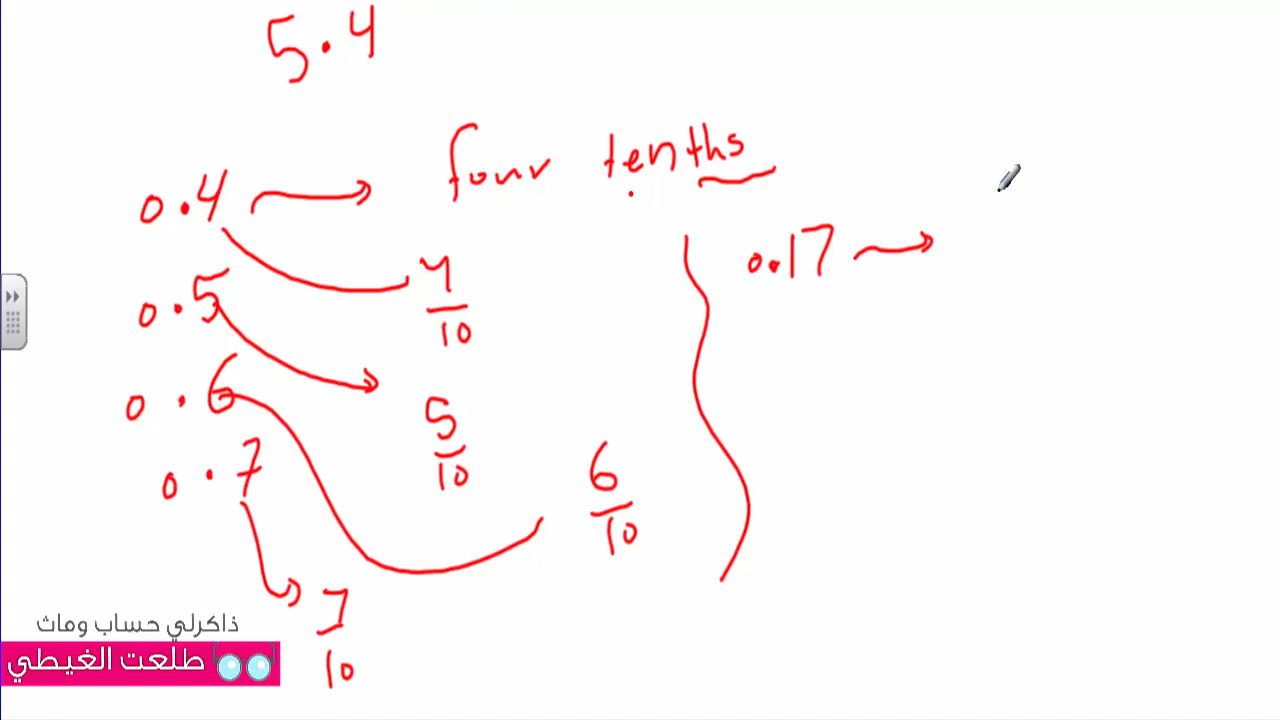 5.4
0.4 → four tenths
4/10
0.5 → 5/10
0.6 6/10
0.7 → 7/10
0.17 →
ذاكرلي حساب وماث
طلعت الغيطي